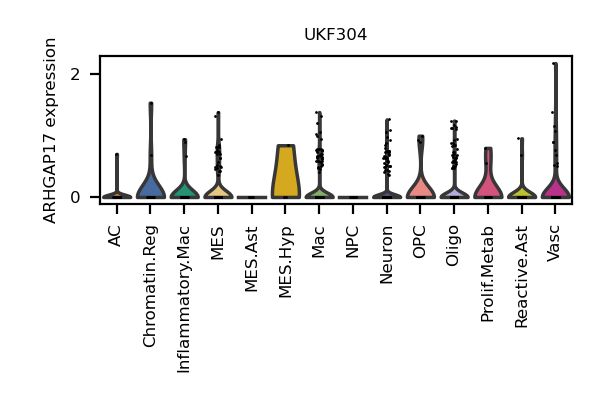 UKF304
ARHGAP17 expression
2
0
AC
Chromatin.Reg
Inflammatory.Mac
MES
MES.Ast
MES.Hyp
Mac
NPC
Neuron
OPC
Oligo
Prolif.Metab
Reactive.Ast
Vasc